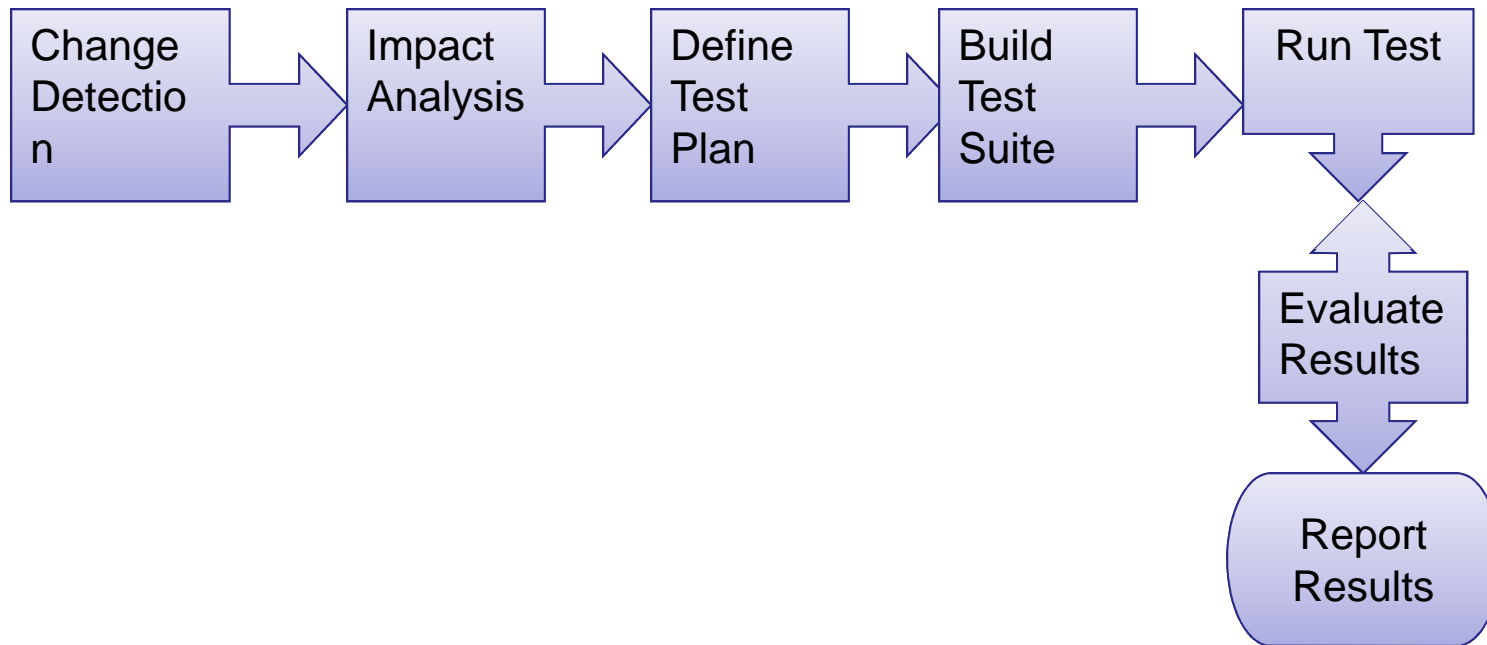 Change
Detectio
n
Impact
Analysis
Define
Test
Plan
Build
Test
Suite
Run Test
Evaluate
Results
Report
Results